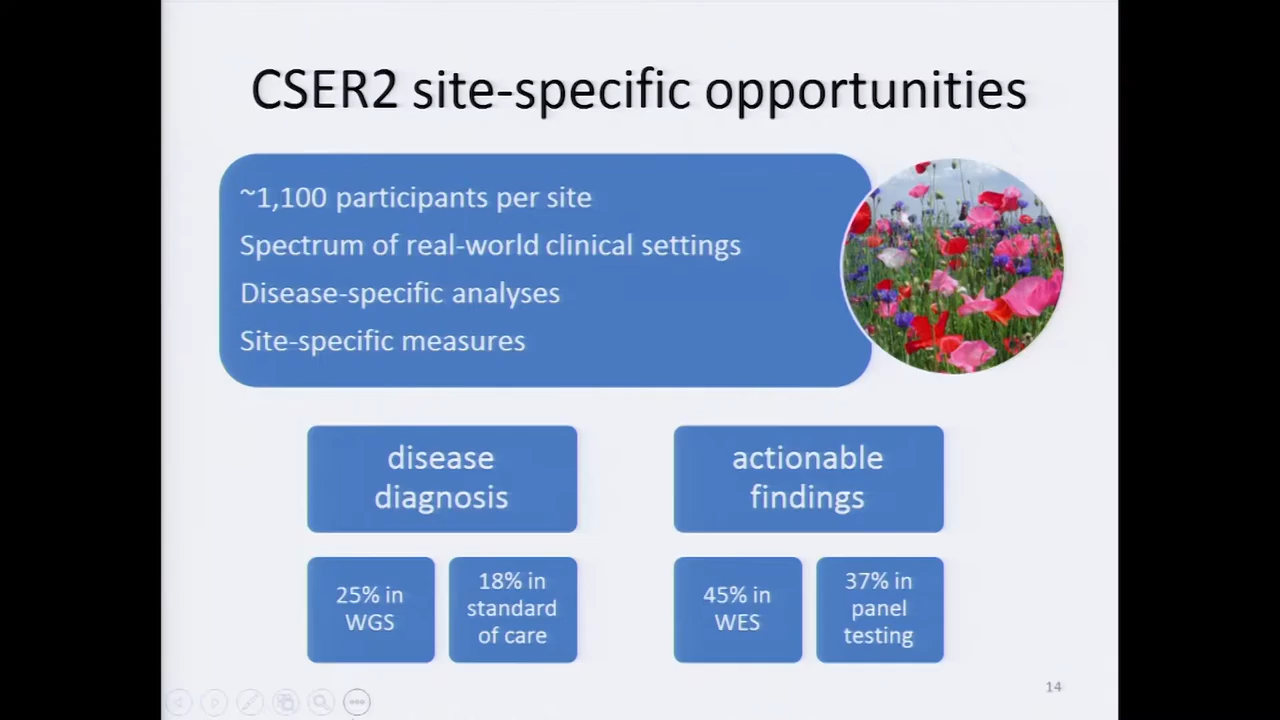 CSER2 site-specific opportunities
~1,100 participants per site
Spectrum of real-world clinical settings
Disease-specific analyses
Site-specific measures
disease
diagnosis
actionable
findings
25% in
WGS
18% in
standard
of care
45% in
WES
37% in
panel
testing
14